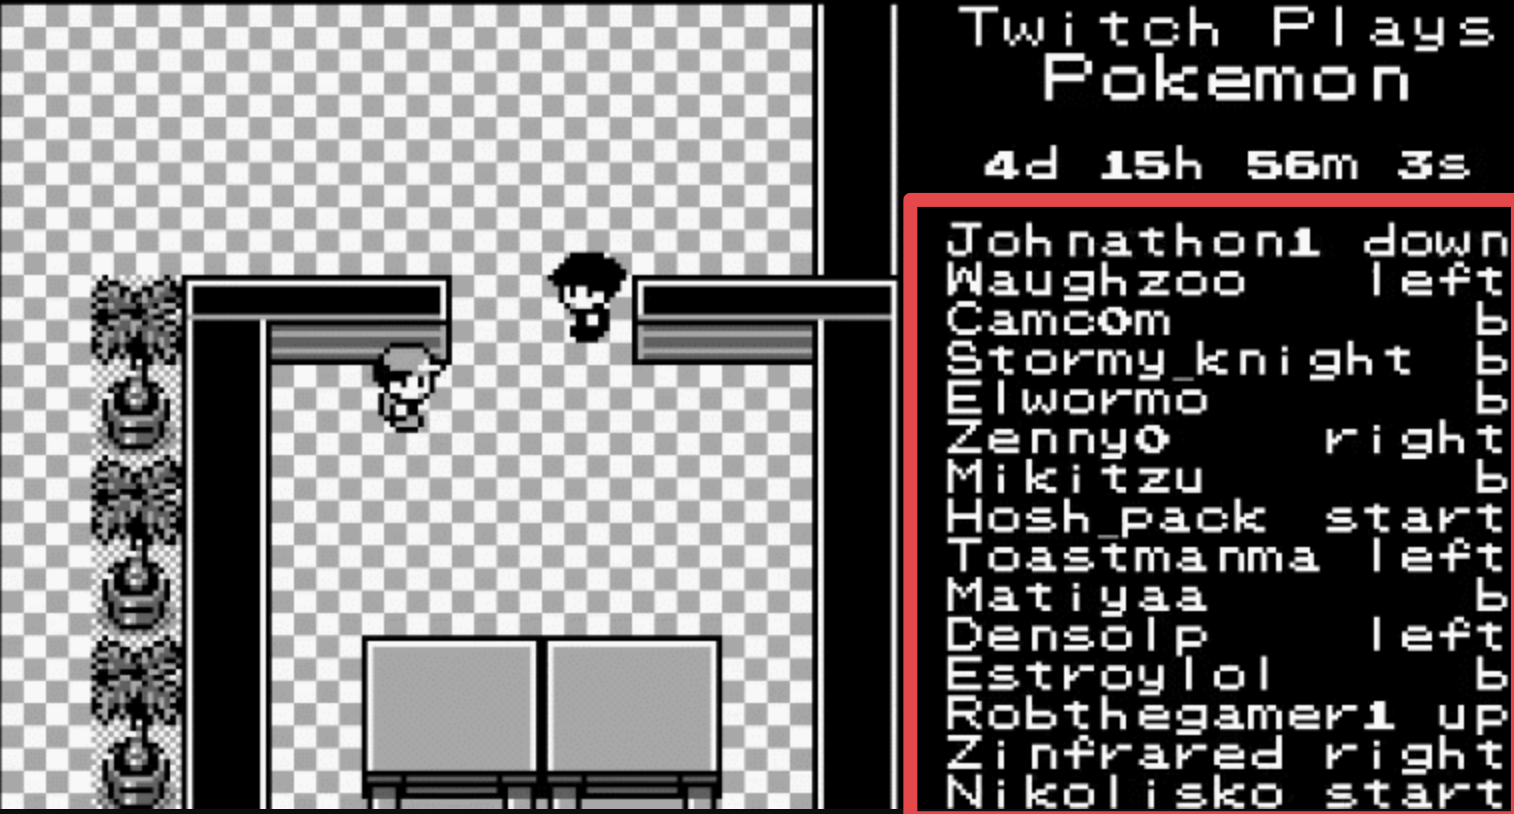 Twitch Plays
Pokemon
4d 15h 56m 3s
Johnathon1 down
Waughzoo left
Camc0m b
Stormy_knight b
Elwormo b
Zenny0 right
Mikitzu b
Hosh_pack start
Toastmanma left
Matiyaa b
Densolp left
Estroylol b
Robthegamer1 up
Zinfrared right
Nikolisko start